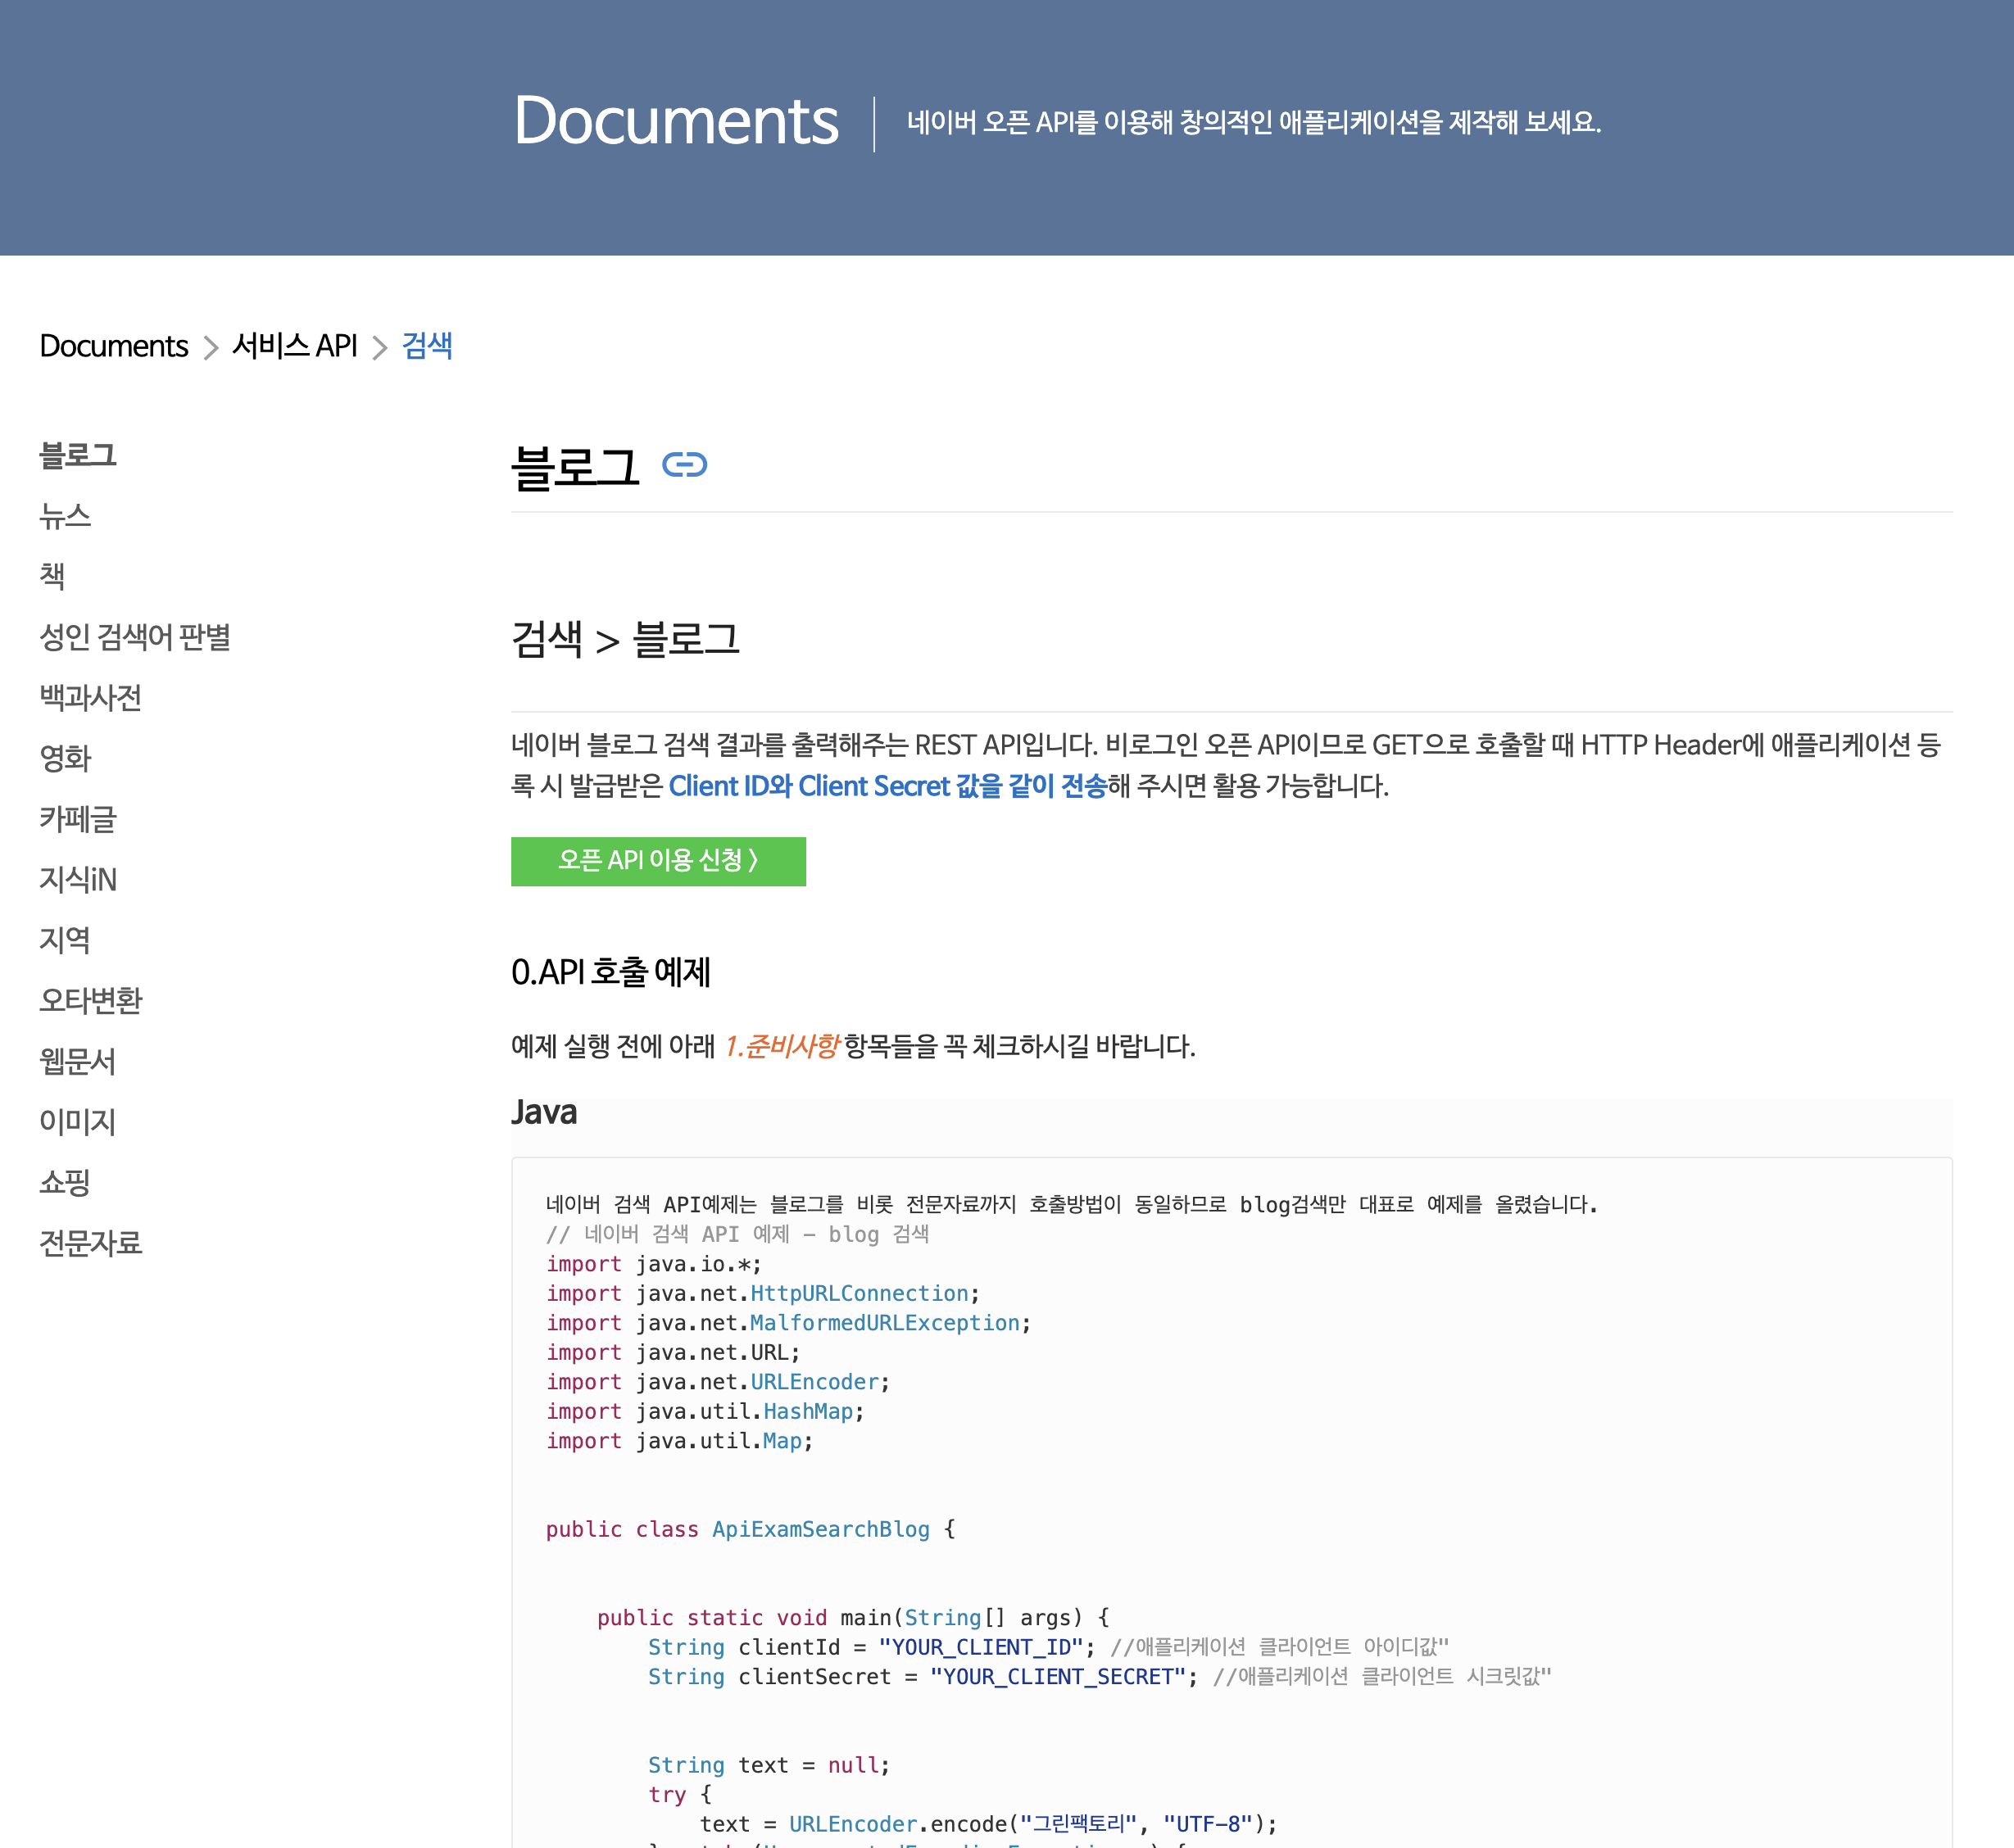 Documents
네이버 오픈 API를 이용해 창의적인 애플리케이션을 제작해 보세요.
Documents > 서비스 API > 검색
블로그
뉴스
책
성인 검색어 판별
백과사전
영화
카페글
지식iN
지역
오타변환
웹문서
이미지
쇼핑
전문자료
블로그
검색 > 블로그
네이버 블로그 검색 결과를 출력해주는 REST API입니다. 비로그인 오픈 API이므로 GET으로 호출할 때 HTTP Header에 애플리케이션 등
록 시 발급받은 Client ID와 Client Secret 값을 같이 전송해 주시면 활용 가능합니다.
오픈 API 이용 신청 〉
0.API 호출 예제
예제 실행 전에 아래 1.준비사항 항목들을 꼭 체크하시길 바랍니다.
Java
네이버 검색 API예제는 블로그를 비롯 전문자료까지 호출방법이 동일하므로 blog검색만 대표로 예제를 올렸습니다.
// 네이버 검색 API 예제 - blog 검색
import java.io.*;
import java.net.HttpURLConnection;
import java.net.MalformedURLException;
import java.net.URL;
import java.net.URLEncoder;
import java.util.HashMap;
import java.util.Map;
public class ApiExamSearchBlog {
    public static void main(String[] args) {
        String clientId = "YOUR_CLIENT_ID"; //애플리케이션 클라이언트 아이디값"
        String clientSecret = "YOUR_CLIENT_SECRET"; //애플리케이션 클라이언트 시크릿값"
        String text = null;
        try {
            text = URLEncoder.encode("그린팩토리", "UTF-8");